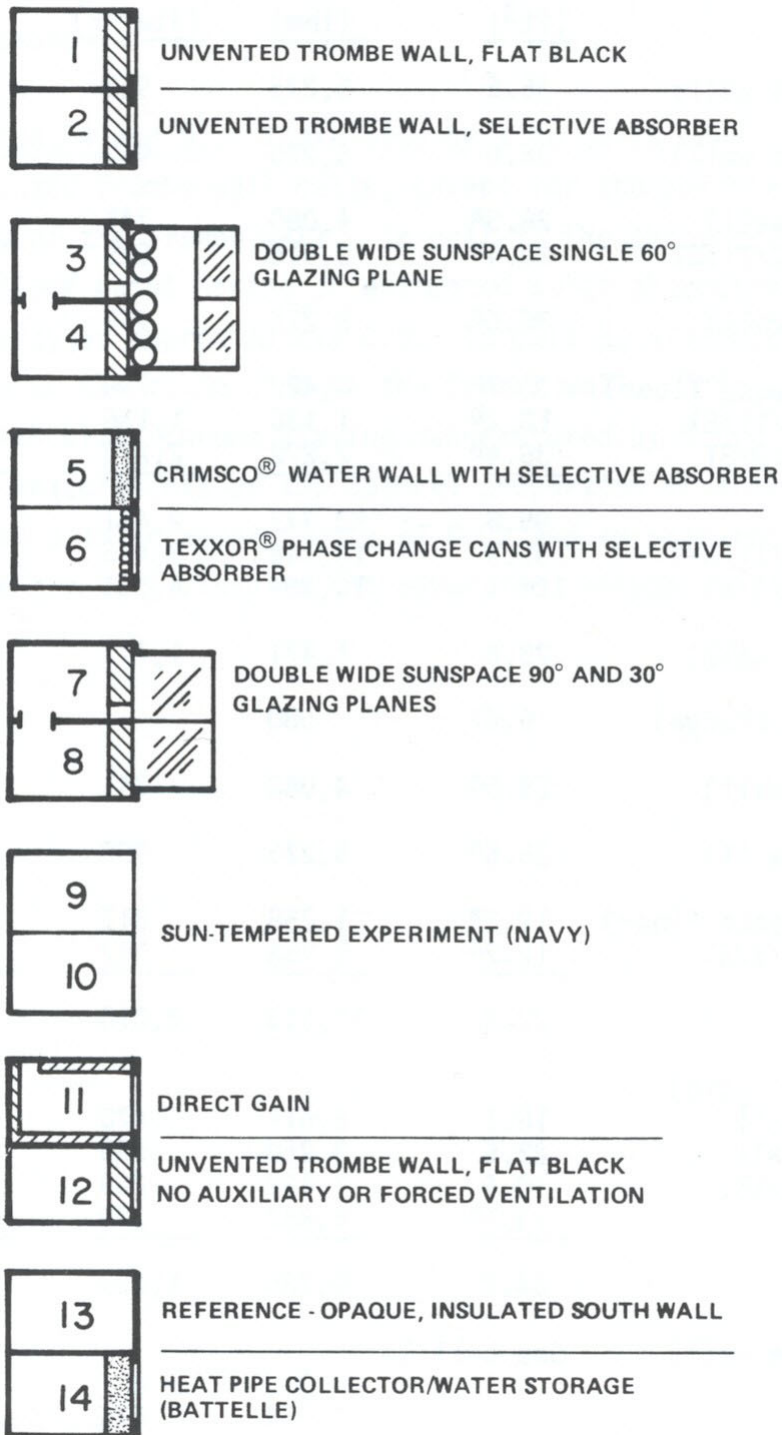 1 UNVENTED TROMBE WALL, FLAT BLACK
2 UNVENTED TROMBE WALL, SELECTIVE ABSORBER
3 DOUBLE WIDE SUNSPACE SINGLE 60°
GLAZING PLANE
4
5 CRIMSCO® WATER WALL WITH SELECTIVE ABSORBER
6 TEXXOR® PHASE CHANGE CANS WITH SELECTIVE
ABSORBER
7 DOUBLE WIDE SUNSPACE 90° AND 30°
GLAZING PLANES
8
9
SUN-TEMPERED EXPERIMENT (NAVY)
10
11 DIRECT GAIN
12 UNVENTED TROMBE WALL, FLAT BLACK
NO AUXILIARY OR FORCED VENTILATION
13 REFERENCE - OPAQUE, INSULATED SOUTH WALL
14 HEAT PIPE COLLECTOR/WATER STORAGE
(BATTELLE)